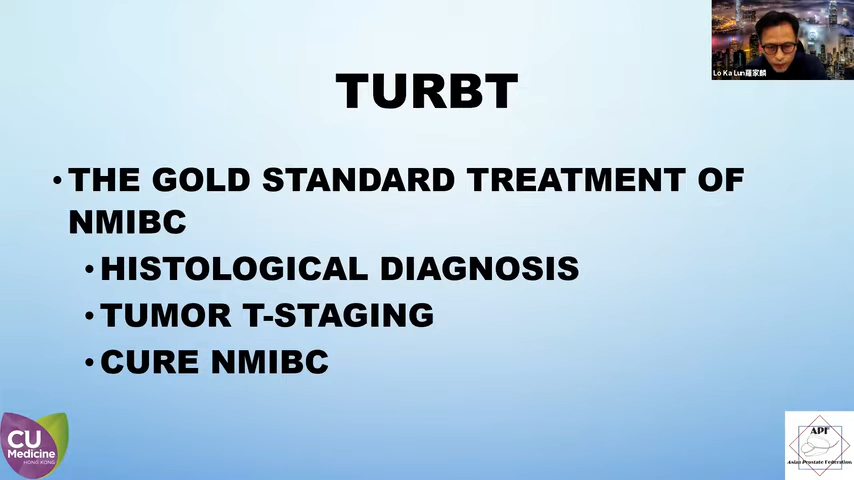 Lo Ka Lun羅家麟
TURBT
• THE GOLD STANDARD TREATMENT OF
NMIBC
• HISTOLOGICAL DIAGNOSIS
• TUMOR T-STAGING
• CURE NMIBC
CU
Medicine
HONG KONG
APF
Asian Prostate Federation